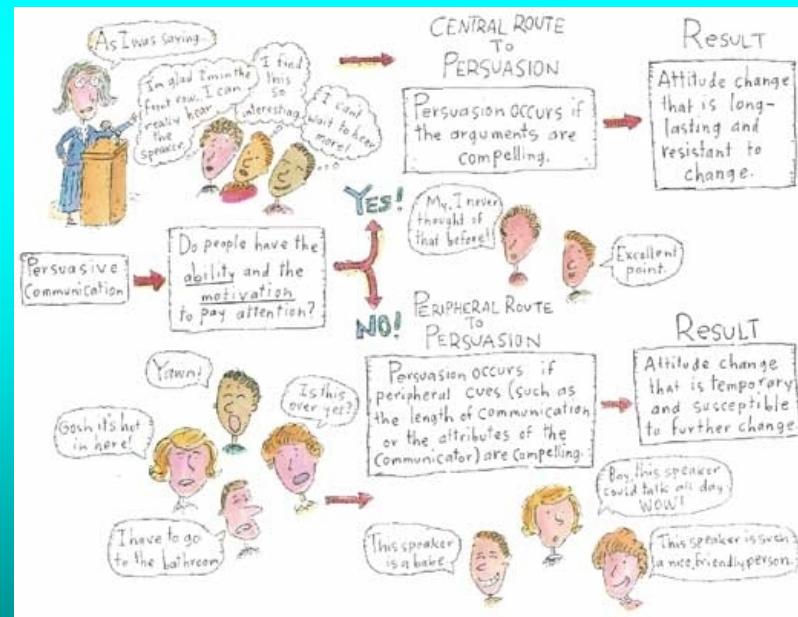 As I was saying...
I'm glad I'm in the
front row. I can
really hear
the
speaker.
I find
this
so
interesting.
I can't
wait to hear
more!
CENTRAL ROUTE
TO
PERSUASION
Persuasion occurs if
the arguments are
compelling.
RESULT
Attitude change
that is long-
lasting and
resistant to
change.
Persuasive
Communication
Do people have the
ability and the
motivation
to pay attention?
YES!
NO!
My, I never
thought of
that before!!
Excellent
point.
PERIPHERAL ROUTE
TO
PERSUASION
Persuasion occurs if
peripheral cues (such as
the length of communication
or the attributes of the
communicator) are compelling.
RESULT
Attitude change
that is temporary
and susceptible
to further change.
Yawn!
Gosh it's hot
in here!
Is this
over yet?
I have to go
to the bathroom
This speaker
is a babe.
Boy, this speaker
could talk all day.
WOW!
This speaker is such
a nice, friendly person.